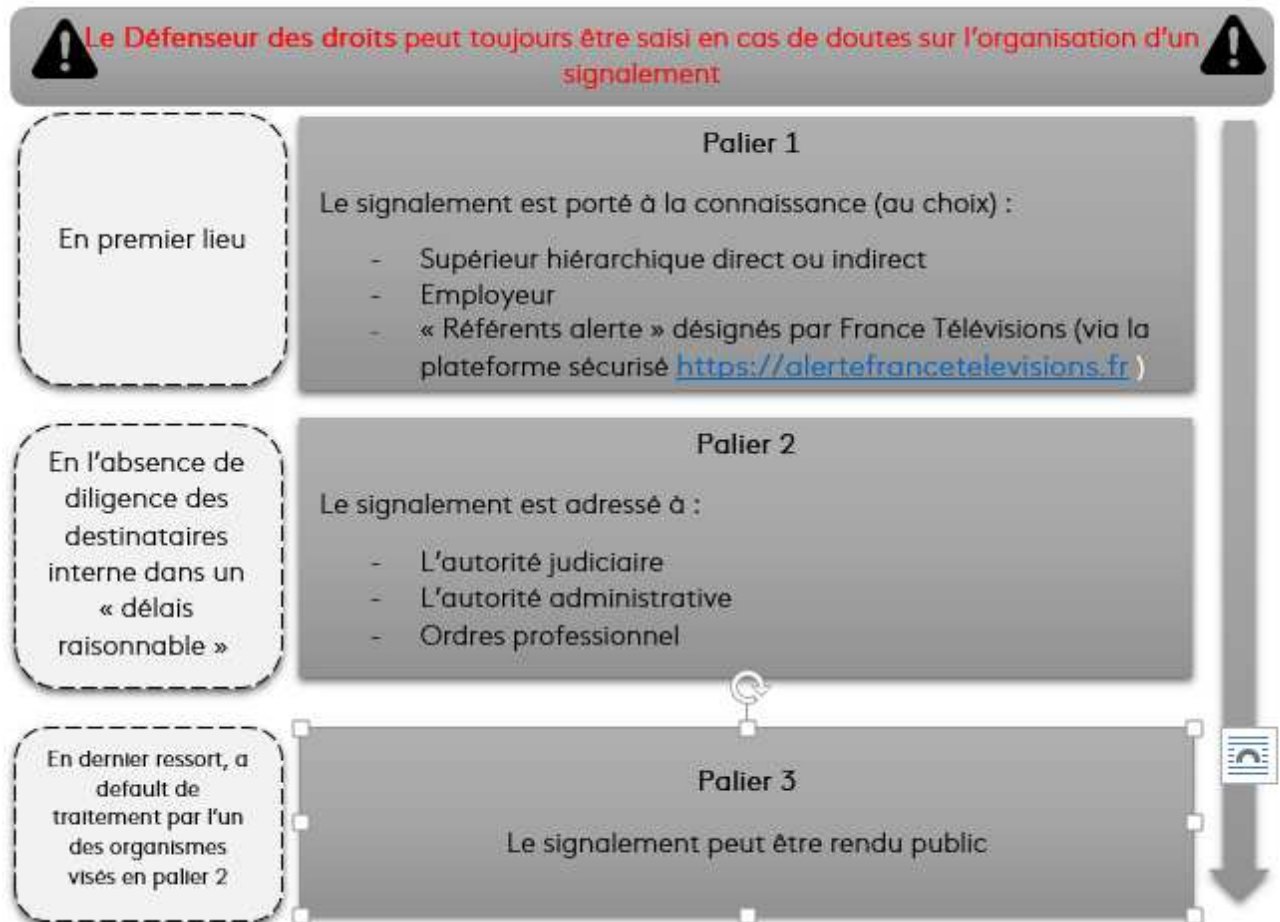 Le Défenseur des droits peut toujours être saisi en cas de doutes sur l'organisation d'un
signalement
En premier lieu
Palier 1
Le signalement est porté à la connaissance (au choix) :
- Supérieur hiérarchique direct ou indirect
- Employeur
- « Référents alerte » désignés par France Télévisions (via la
plateforme sécurisé https://alertefrancetelevisions.fr )
En l'absence de
diligence des
destinataires
interne dans un
« délais
raisonnable »
Palier 2
Le signalement est adressé à :
- L'autorité judiciaire
- L'autorité administrative
- Ordres professionnel
En dernier ressort, a
default de
traitement par l'un
des organismes
visés en palier 2
Palier 3
Le signalement peut être rendu public